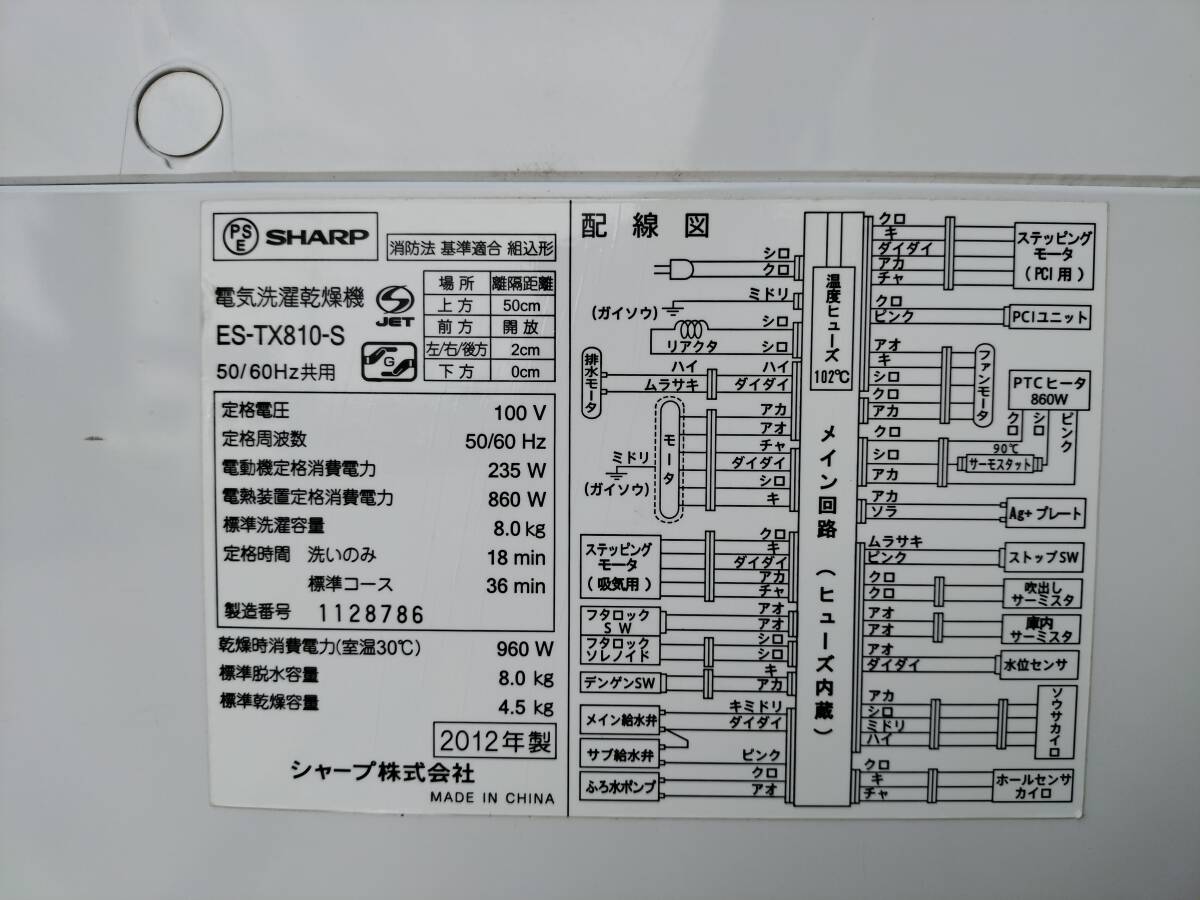 PSE
SHARP
消防法 基準適合 組込形
電気洗濯乾燥機
ES-TX810-S
50/60Hz共用
S JET
G
場所 離隔距離
上方 50cm
前方 開放
左/右/後方 2cm
下方 0cm
定格電圧 100 V
定格周波数 50/60 Hz
電動機定格消費電力 235 W
電熱装置定格消費電力 860 W
標準洗濯容量 8.0 kg
定格時間 洗いのみ 18 min
標準コース 36 min
製造番号 1128786
乾燥時消費電力(室温30℃) 960 W
標準脱水容量 8.0 kg
標準乾燥容量 4.5 kg
2012年製
シャープ株式会社
MADE IN CHINA
配線図
シロ
クロ
ミドリ
(ガイソウ)
シロ
リアクタ
シロ
排水モータ
ハイ ハイ
ムラサキ ダイダイ
モータ
ミドリ
(ガイソウ)
アカ
アオ
チャ
ダイダイ
シロ
キ
ステッピング
モータ
(吸気用)
クロ
キ
ダイダイ
アカ
チャ
フタロック
SW
アオ
アオ
フタロック
ソレノイド
シロ
シロ
デンゲンSW
キ
アカ
メイン給水弁
キミドリ
ダイダイ
サブ給水弁
ピンク
ふろ水ポンプ
クロ
アオ
温度ヒューズ
102℃
メイン回路(ヒューズ内蔵)
クロ
キ
ダイダイ
アカ
チャ
ステッピング
モータ
(PCI用)
クロ
ピンク
PCIユニット
アオ
キ
シロ
クロ
アカ
ファンモータ
PTCヒータ
860W
クロ
シロ
ピンク
クロ
シロ
アカ
90℃
サーモスタット
アカ
ソラ
Ag+プレート
ムラサキ
ピンク
ストップSW
クロ
クロ
吹出し
サーミスタ
アオ
アオ
庫内
サーミスタ
アオ
ダイダイ
水位センサ
アカ
シロ
ミドリ
ハイ
ソウサカイロ
クロ
キ
チャ
ホールセンサ
カイロ